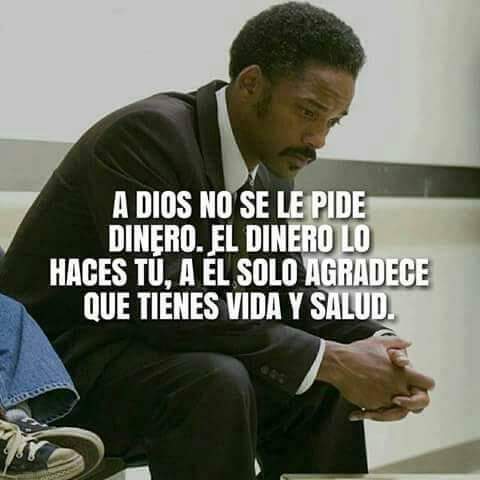 A DIOS NO SE LE PIDE
DINERO. EL DINERO LO
HACES TÚ, A ÉL SOLO AGRADECE
QUE TIENES VIDA Y SALUD.